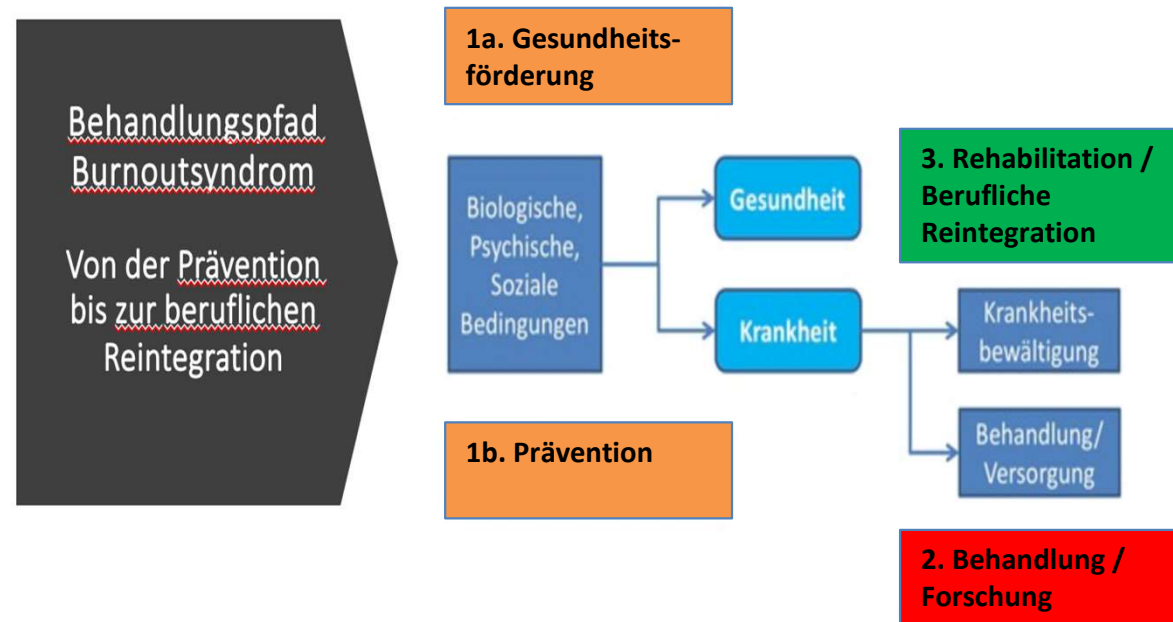 Behandlungspfad
Burnoutsyndrom
Von der Prävention
bis zur beruflichen
Reintegration
1a. Gesundheits-
förderung
Biologische,
Psychische,
Soziale
Bedingungen
1b. Prävention
Gesundheit
Krankheit
3. Rehabilitation /
Berufliche
Reintegration
Krankheits-
bewältigung
Behandlung/
Versorgung
2. Behandlung /
Forschung